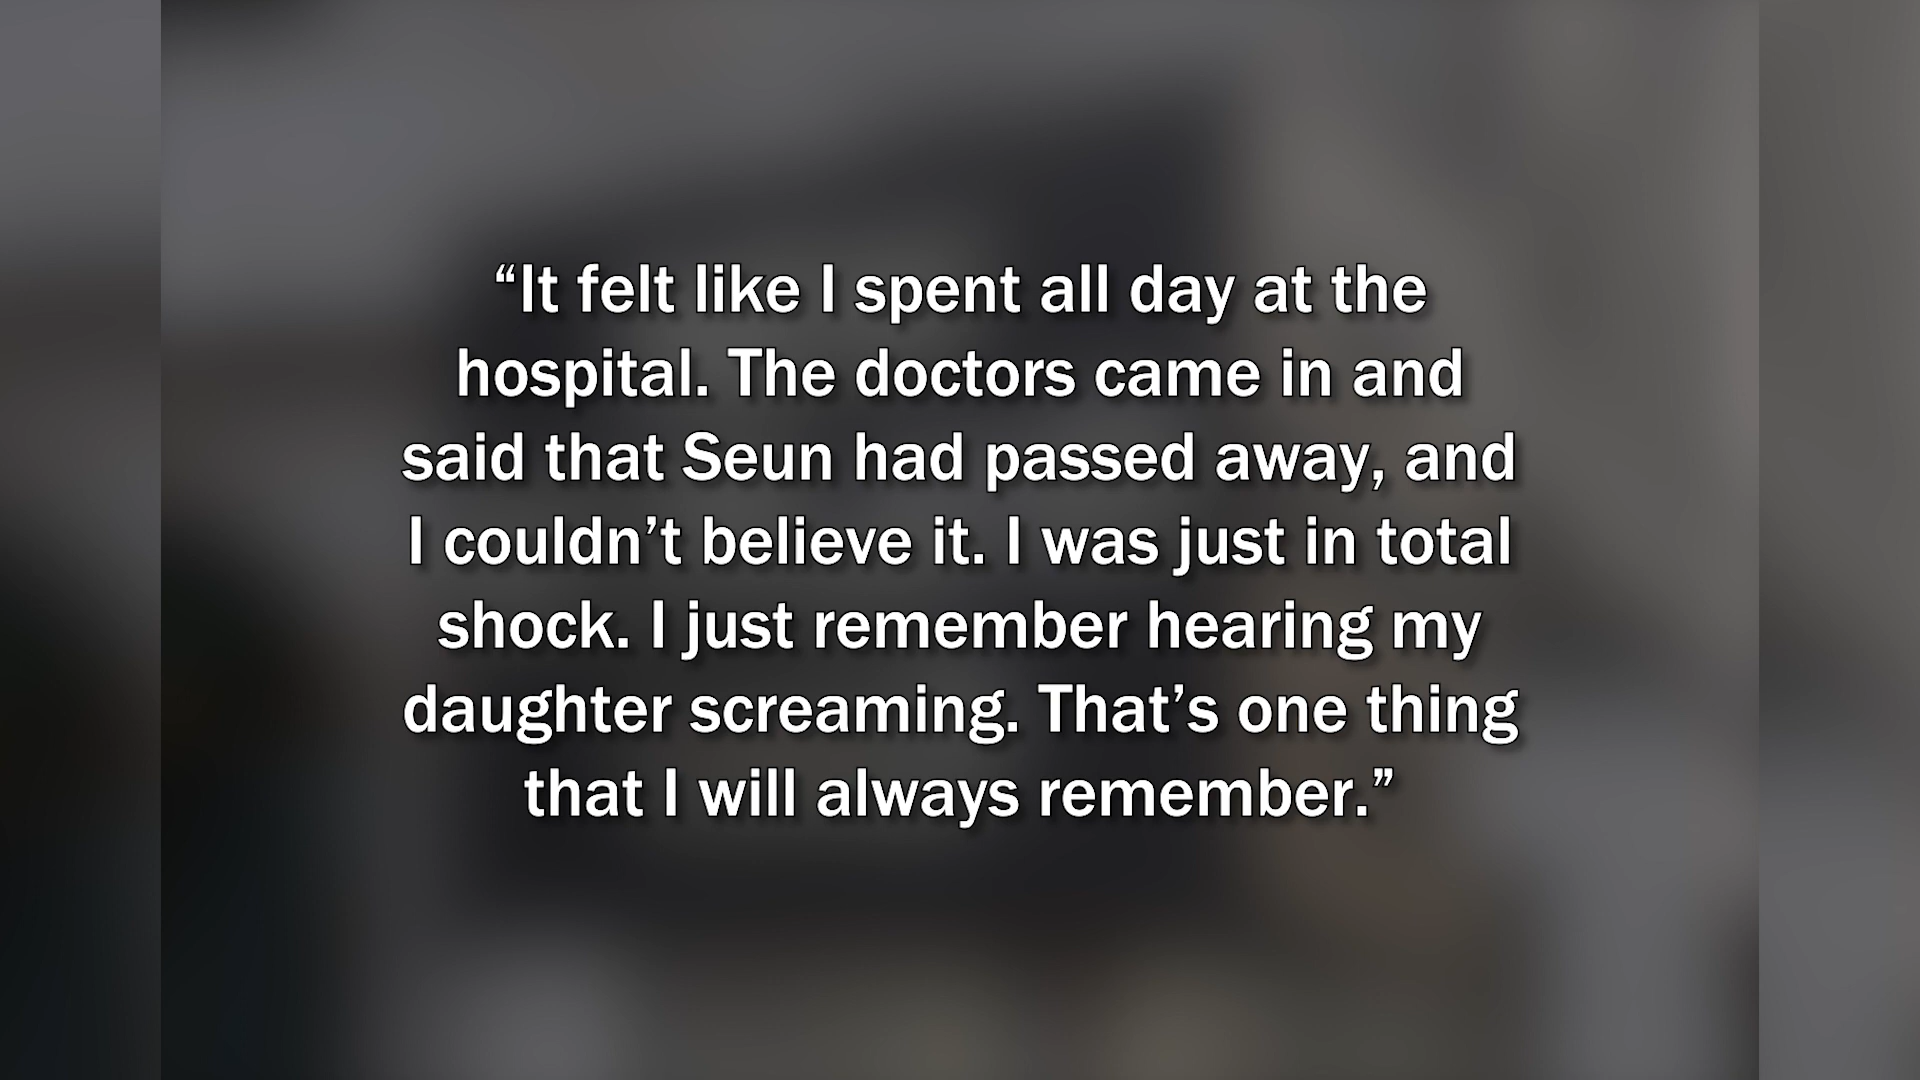 “It felt like I spent all day at the
hospital. The doctors came in and
said that Seun had passed away, and
I couldn’t believe it. I was just in total
shock. I just remember hearing my
daughter screaming. That’s one thing
that I will always remember.”